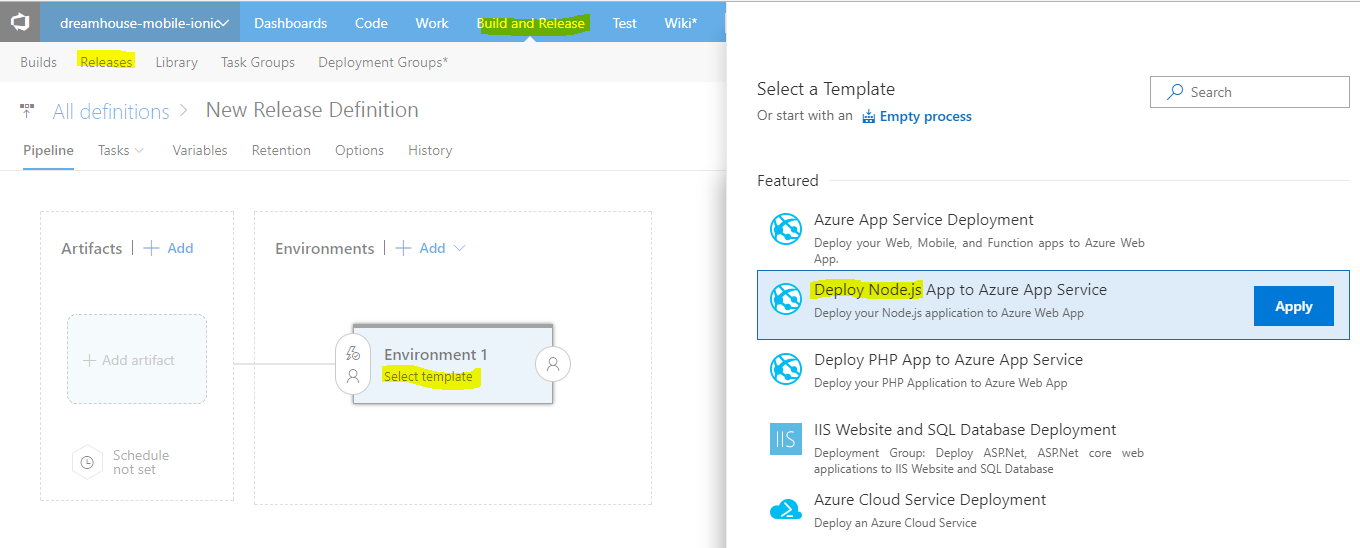 dreamhouse-mobile-ionic
Dashboards
Code
Work
Build and Release
Test
Wiki*
Builds
Releases
Library
Task Groups
Deployment Groups*
All definitions
New Release Definition
Pipeline
Tasks
Variables
Retention
Options
History
Artifacts
Add
Add artifact
Schedule
not set
Environments
Add
Environment 1
Select template
Select a Template
Or start with an Empty process
Search
Featured
Azure App Service Deployment
Deploy your Web, Mobile, and Function apps to Azure Web
App.
Deploy Node.js App to Azure App Service
Deploy your Node.js application to Azure Web App
Apply
Deploy PHP App to Azure App Service
Deploy your PHP Application to Azure Web App
IIS
IIS Website and SQL Database Deployment
Deployment Group: Deploy ASP.Net, ASP.Net core web
applications to IIS Website and SQL Database
Azure Cloud Service Deployment
Deploy an Azure Cloud Service